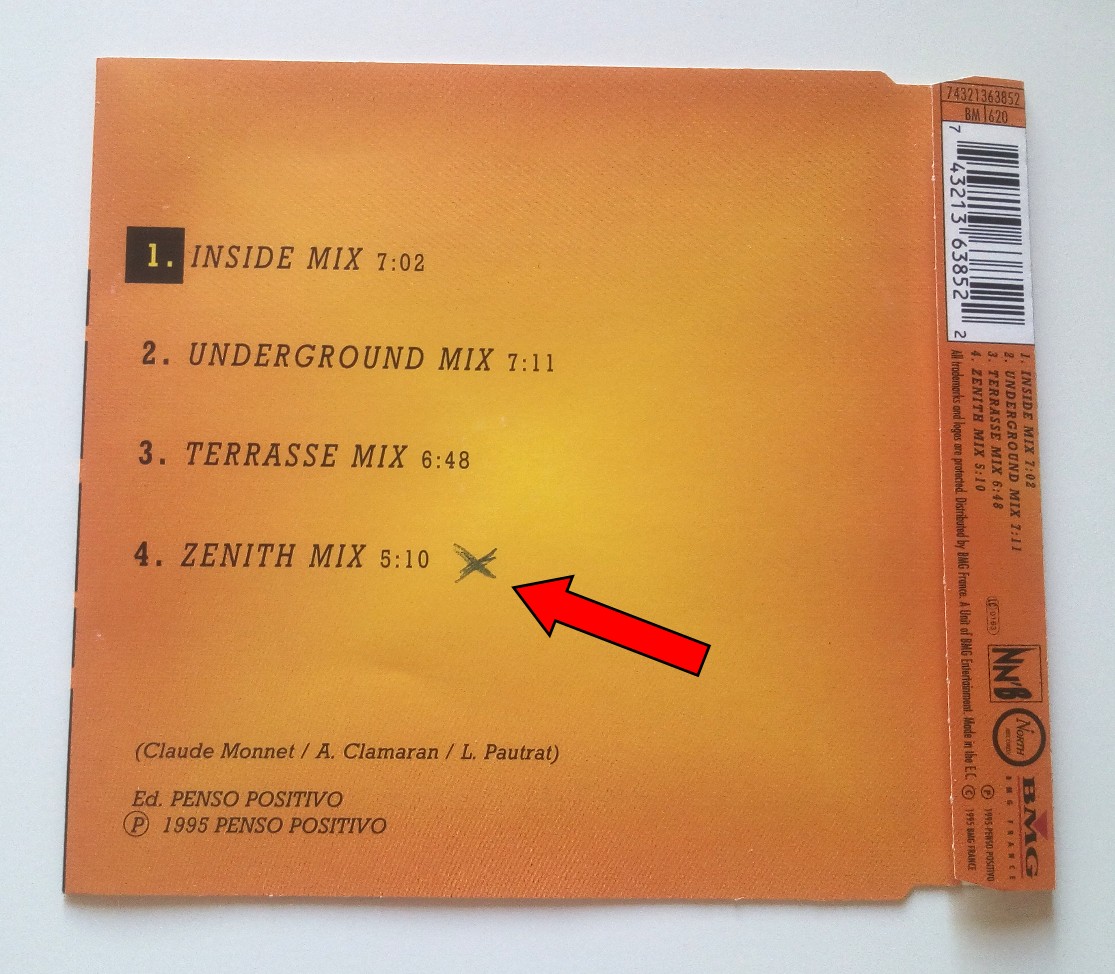 1. INSIDE MIX 7:02
2. UNDERGROUND MIX 7:11
3. TERRASSE MIX 6:48
4. ZENITH MIX 5:10
(Claude Monnet / A. Clamaran / L. Pautrat)
Ed. PENSO POSITIVO
Ⓟ 1995 PENSO POSITIVO
74321363852
BM 620
7 43213 63852 2
1. INSIDE MIX 7:02
2. UNDERGROUND MIX 7:11
3. TERRASSE MIX 6:48
4. ZENITH MIX 5:10
All trademarks and logos are protected. Distributed by BMG France. A Unit of BMG Entertainment. Made in the E.C.
NN'B
NORTH
BMG
BMG FRANCE
Ⓟ 1995 PENSO POSITIVO
© 1995 BMG FRANCE